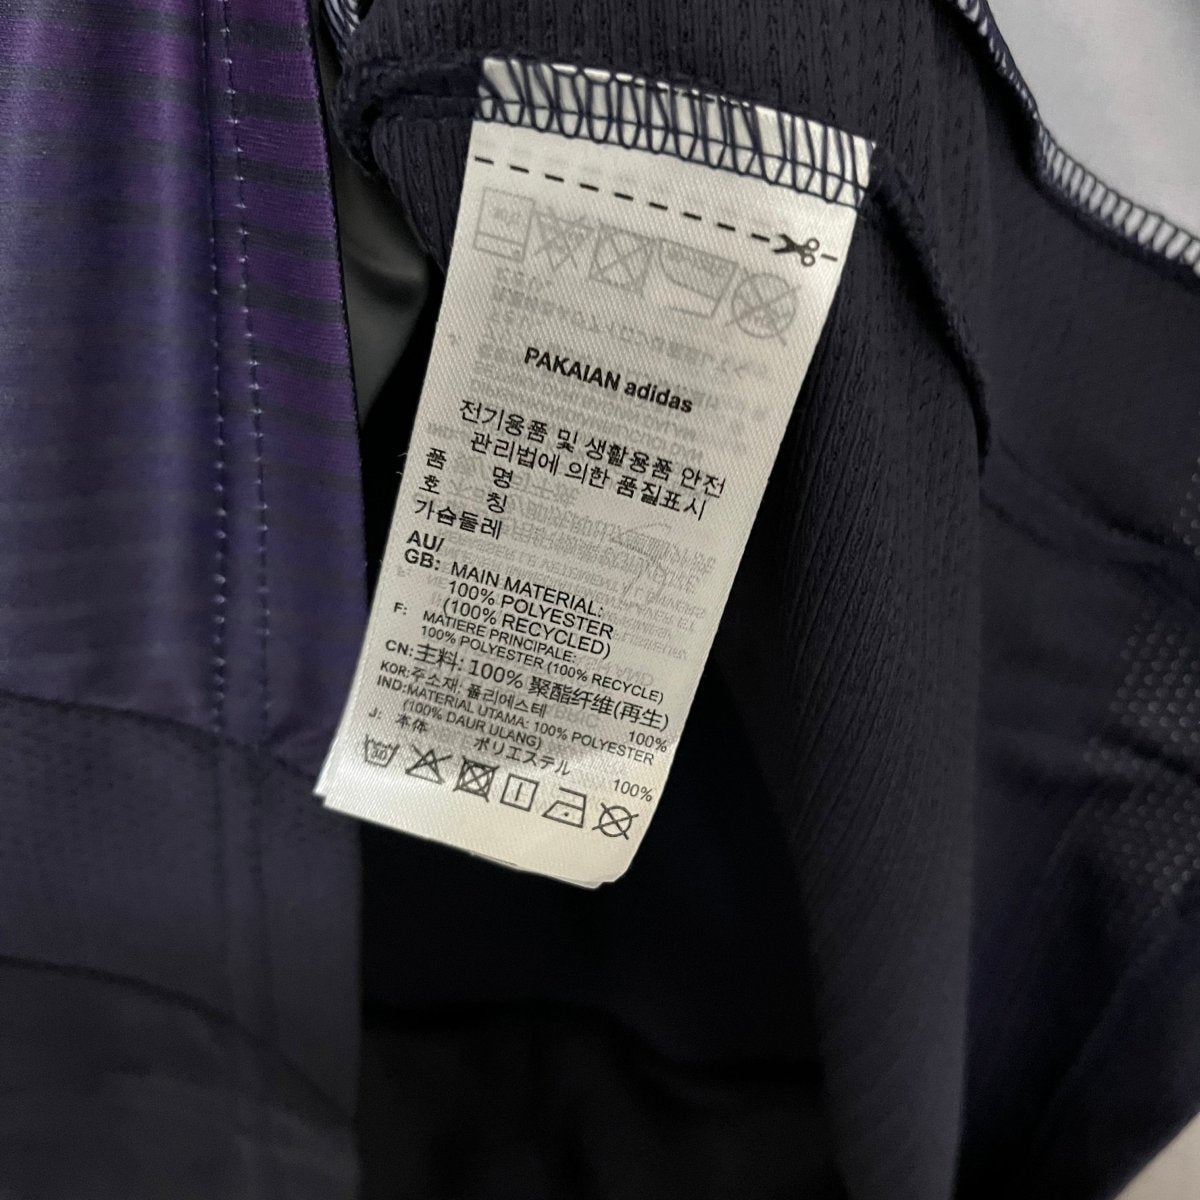 PAKAIAN adidas
전기용품 및 생활용품 안전
관리법에 의한 품질표시
품 명
호 칭
가슴둘레
AU/
GB: MAIN MATERIAL:
100% POLYESTER
(100% RECYCLED)
F: MATIERE PRINCIPALE:
100% POLYESTER (100% RECYCLE)
CN: 主料: 100% 聚酯纤维(再生)
KOR: 주소재: 폴리에스테 100%
IND: MATERIAL UTAMA: 100% POLYESTER
(100% DAUR ULANG)
J: 本体
ポリエステル 100%
30